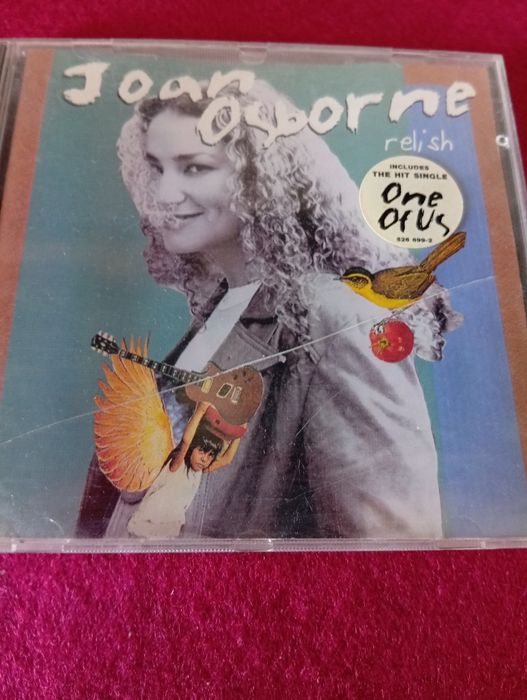 Joan
Osborne
relish
INCLUDES
THE HIT SINGLE
One
Of Us
526 699-2